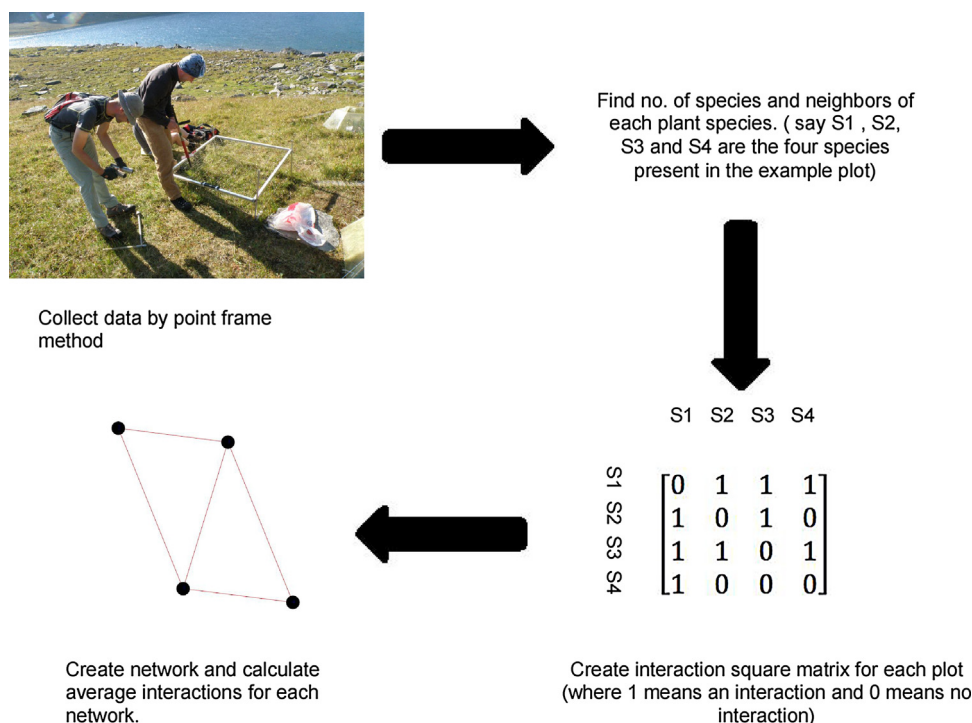 Find no. of species and neighbors of
each plant species. ( say S1 , S2,
S3 and S4 are the four species
present in the example plot)
Collect data by point frame
method
S1 S2 S3 S4
S1 [0 1 1 1]
S2 [1 0 1 0]
S3 [1 1 0 1]
S4 [1 0 0 0]
Create interaction square matrix for each plot
(where 1 means an interaction and 0 means no
interaction)
Create network and calculate
average interactions for each
network.